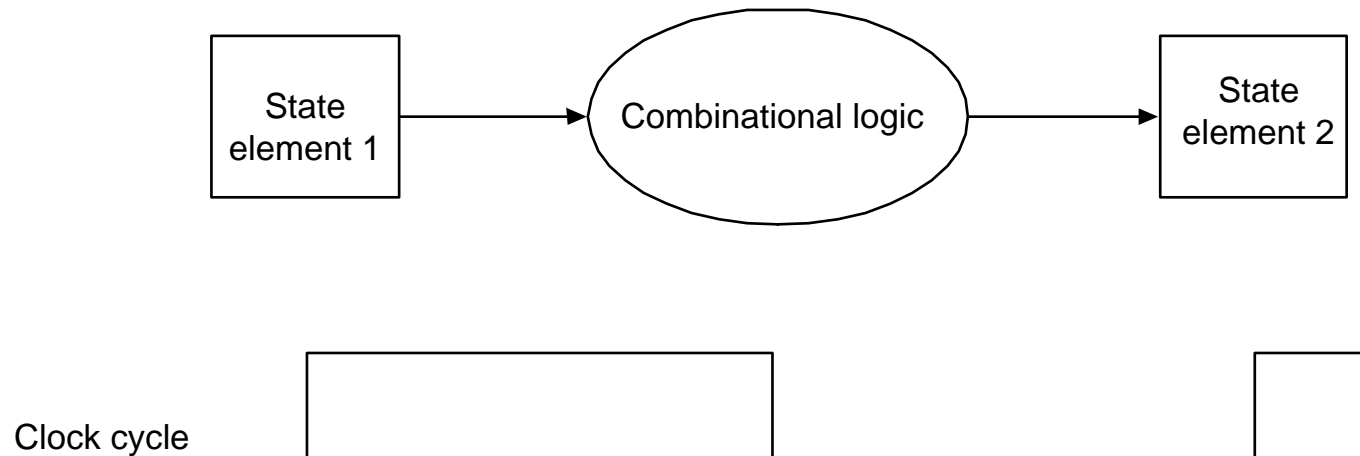 State
element 1
Combinational logic
State
element 2
Clock cycle